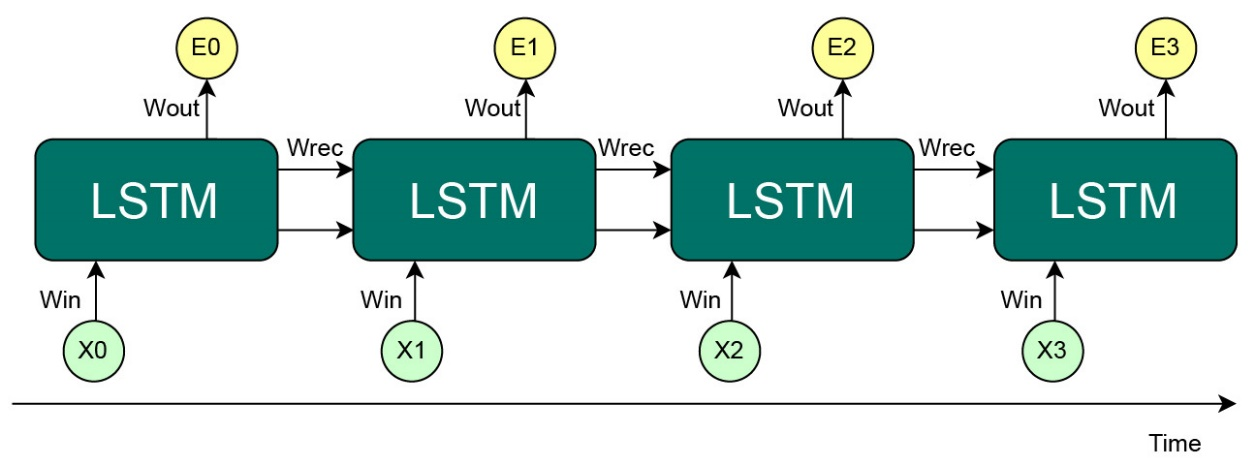 E0 E1 E2 E3
Wout Wout Wout Wout
Wrec Wrec Wrec
LSTM LSTM LSTM LSTM
Win Win Win Win
X0 X1 X2 X3
Time